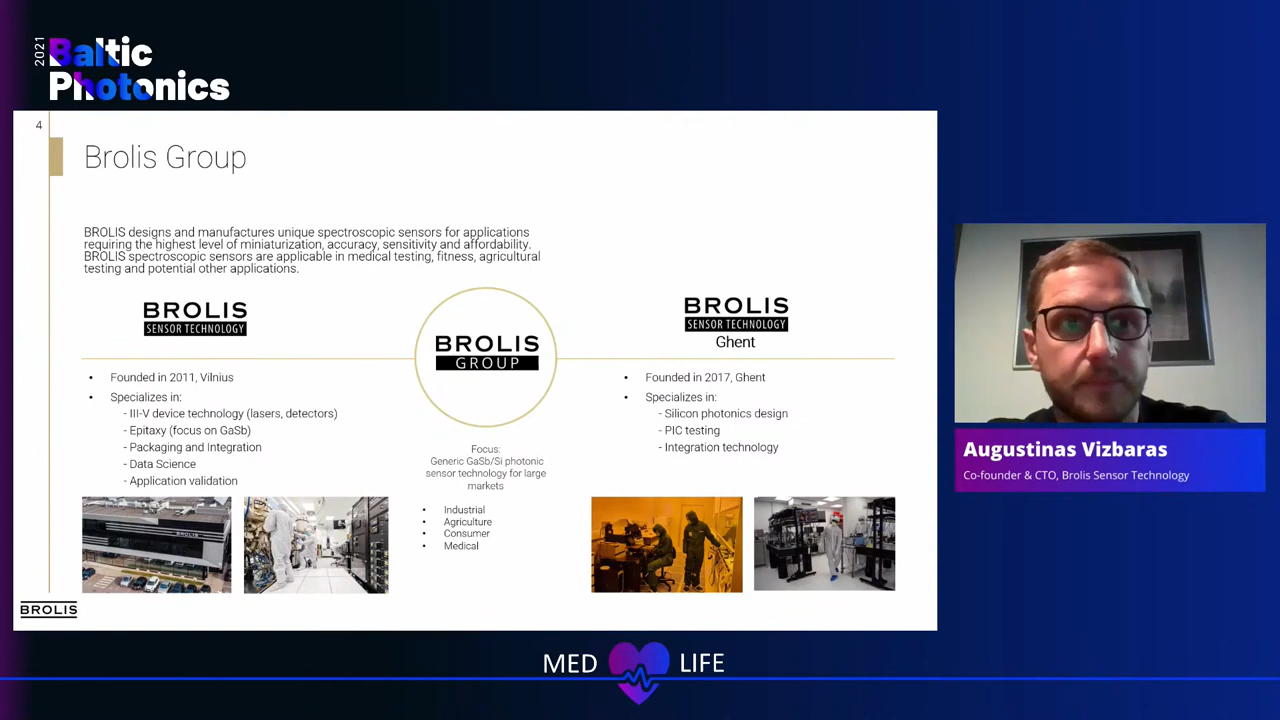 2021
Baltic
Photonics
4
Brolis Group
BROLIS designs and manufactures unique spectroscopic sensors for applications
requiring the highest level of miniaturization, accuracy, sensitivity and affordability.
BROLIS spectroscopic sensors are applicable in medical testing, fitness, agricultural
testing and potential other applications.
BROLIS
SENSOR TECHNOLOGY
• Founded in 2011, Vilnius
• Specializes in:
- III-V device technology (lasers, detectors)
- Epitaxy (focus on GaSb)
- Packaging and Integration
- Data Science
- Application validation
BROLIS
GROUP
Focus:
Generic GaSb/Si photonic
sensor technology for large
markets
• Industrial
• Agriculture
• Consumer
• Medical
BROLIS
SENSOR TECHNOLOGY
Ghent
• Founded in 2017, Ghent
• Specializes in:
- Silicon photonics design
- PIC testing
- Integration technology
BROLIS
BROLIS
Augustinas Vizbaras
Co-founder & CTO, Brolis Sensor Technology
MED LIFE